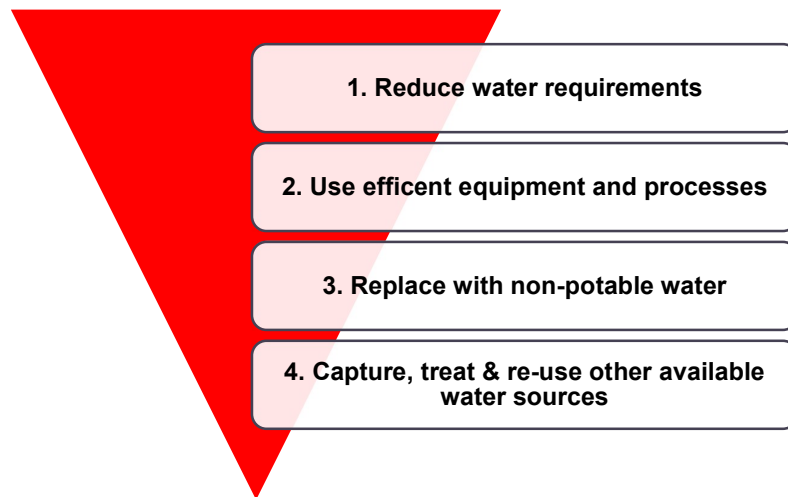 1. Reduce water requirements
2. Use efficent equipment and processes
3. Replace with non-potable water
4. Capture, treat & re-use other available
water sources